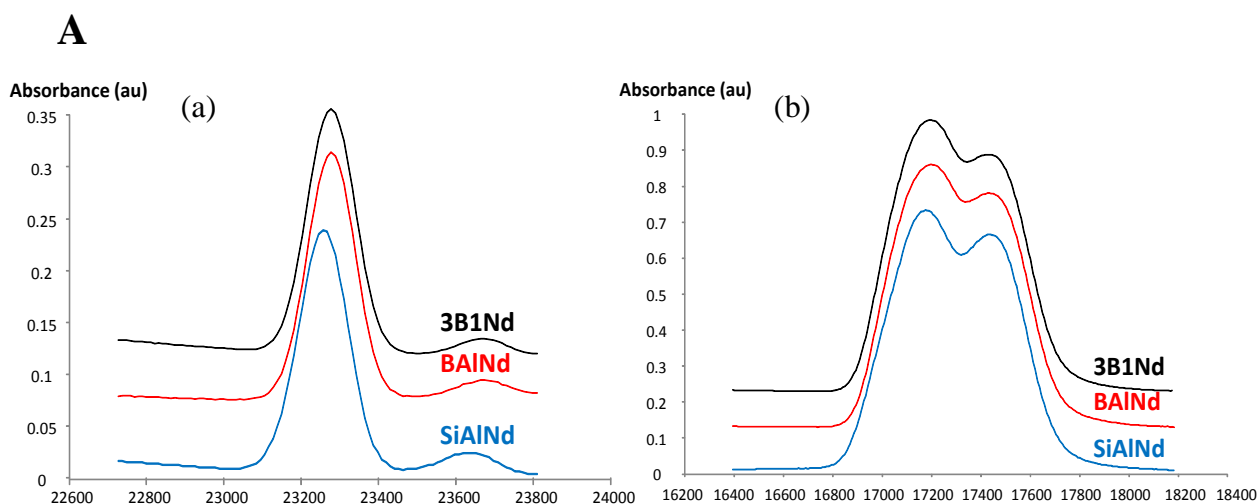 A
Absorbance (au)
(a)
0.35
0.3
0.25
0.2
0.15
0.1
0.05
0
3B1Nd
BAlNd
SiAlNd
22600 22800 23000 23200 23400 23600 23800 24000
Absorbance (au)
(b)
1
0.9
0.8
0.7
0.6
0.5
0.4
0.3
0.2
0.1
0
3B1Nd
BAlNd
SiAlNd
16200 16400 16600 16800 17000 17200 17400 17600 17800 18000 18200 18400